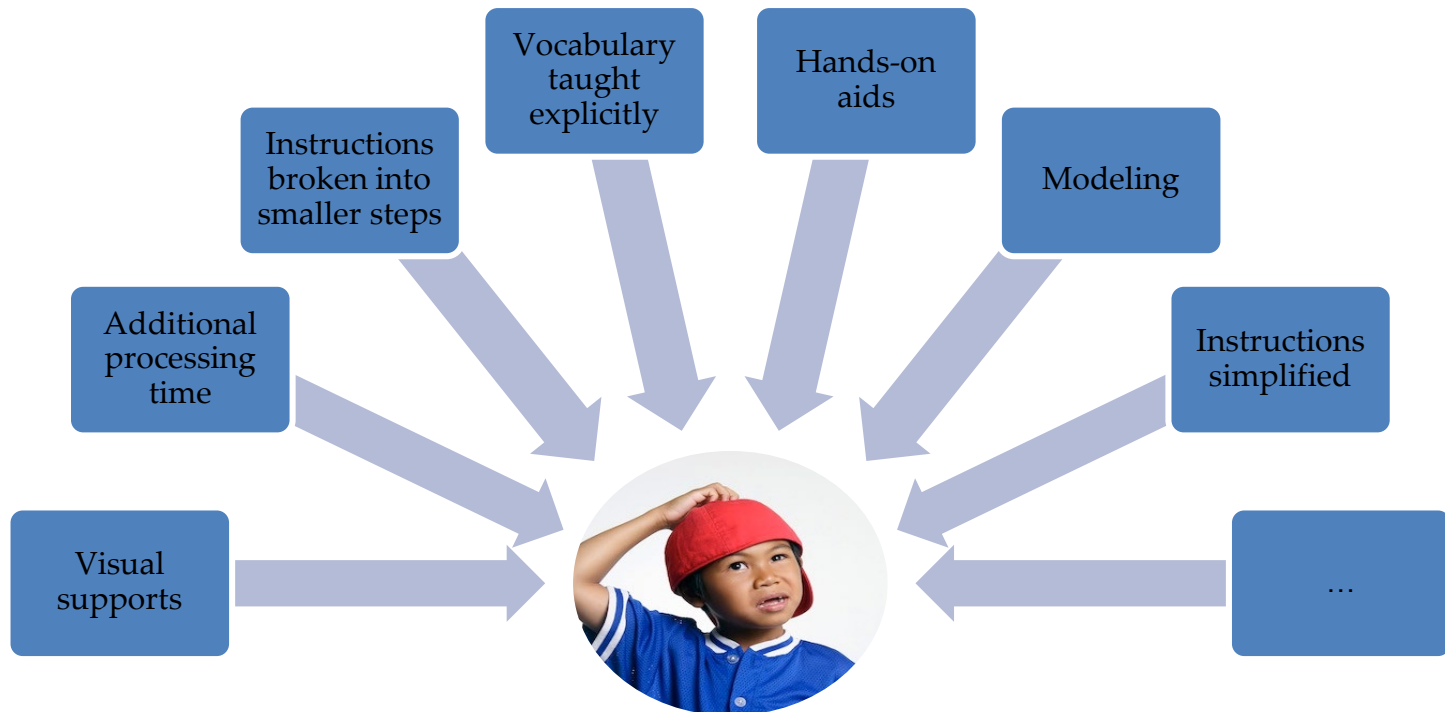 Visual
supports
Additional
processing
time
Instructions
broken into
smaller steps
Vocabulary
taught
explicitly
Hands-on
aids
Modeling
Instructions
simplified
…